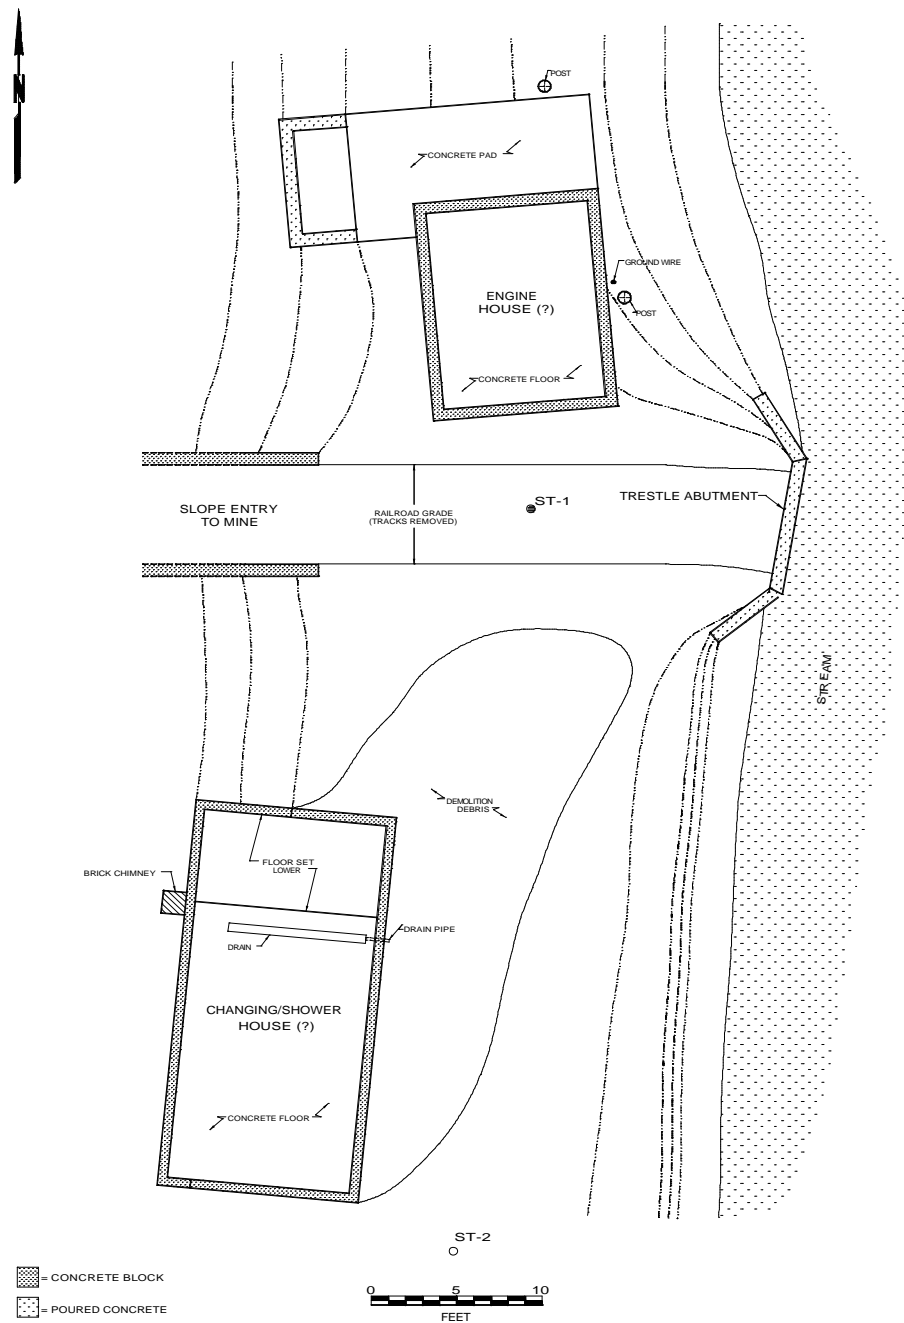 N
POST
CONCRETE PAD
GROUND WIRE
ENGINE
HOUSE (?)
POST
CONCRETE FLOOR
SLOPE ENTRY
TO MINE
RAILROAD GRADE
(TRACKS REMOVED)
ST-1
TRESTLE ABUTMENT
STREAM
DEMOLITION
DEBRIS
FLOOR SET
LOWER
BRICK CHIMNEY
DRAIN PIPE
DRAIN
CHANGING/SHOWER
HOUSE (?)
CONCRETE FLOOR
ST-2
= CONCRETE BLOCK
= POURED CONCRETE
0 5 10
FEET